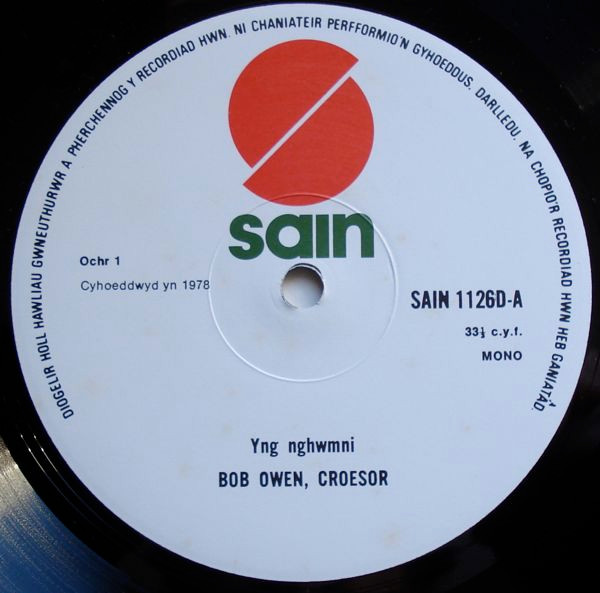 DIOGELIR HOLL HAWLIAU GWNEUTHURWR A PHERCHENNOG Y RECORDIAD HWN. NI CHANIATEIR PERFFORMIO'N GYHOEDDUS, DARLLEDU, NA CHOPIO'R RECORDIAD HWN HEB GANIATÂD.
sain
Ochr 1
Cyhoeddwyd yn 1978
SAIN 1126D-A
33⅓ c.y.f.
MONO
Yng nghwmni
BOB OWEN, CROESOR